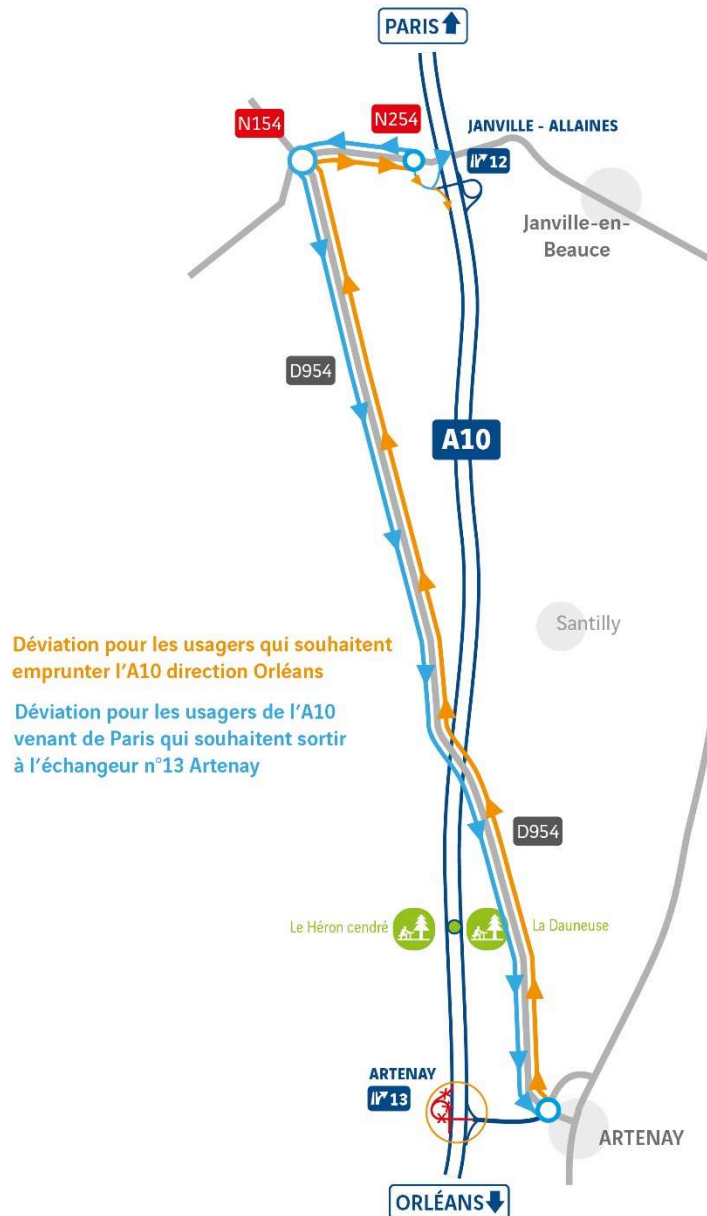 PARIS
N154
N254
JANVILLE - ALLAINES
12
Janville-en-
Beauce
D954
A10
Santilly
Déviation pour les usagers qui souhaitent
emprunter l'A10 direction Orléans
Déviation pour les usagers de l'A10
venant de Paris qui souhaitent sortir
à l'échangeur n°13 Artenay
D954
Le Héron cendré
La Dauneuse
ARTENAY
13
ARTENAY
ORLÉANS